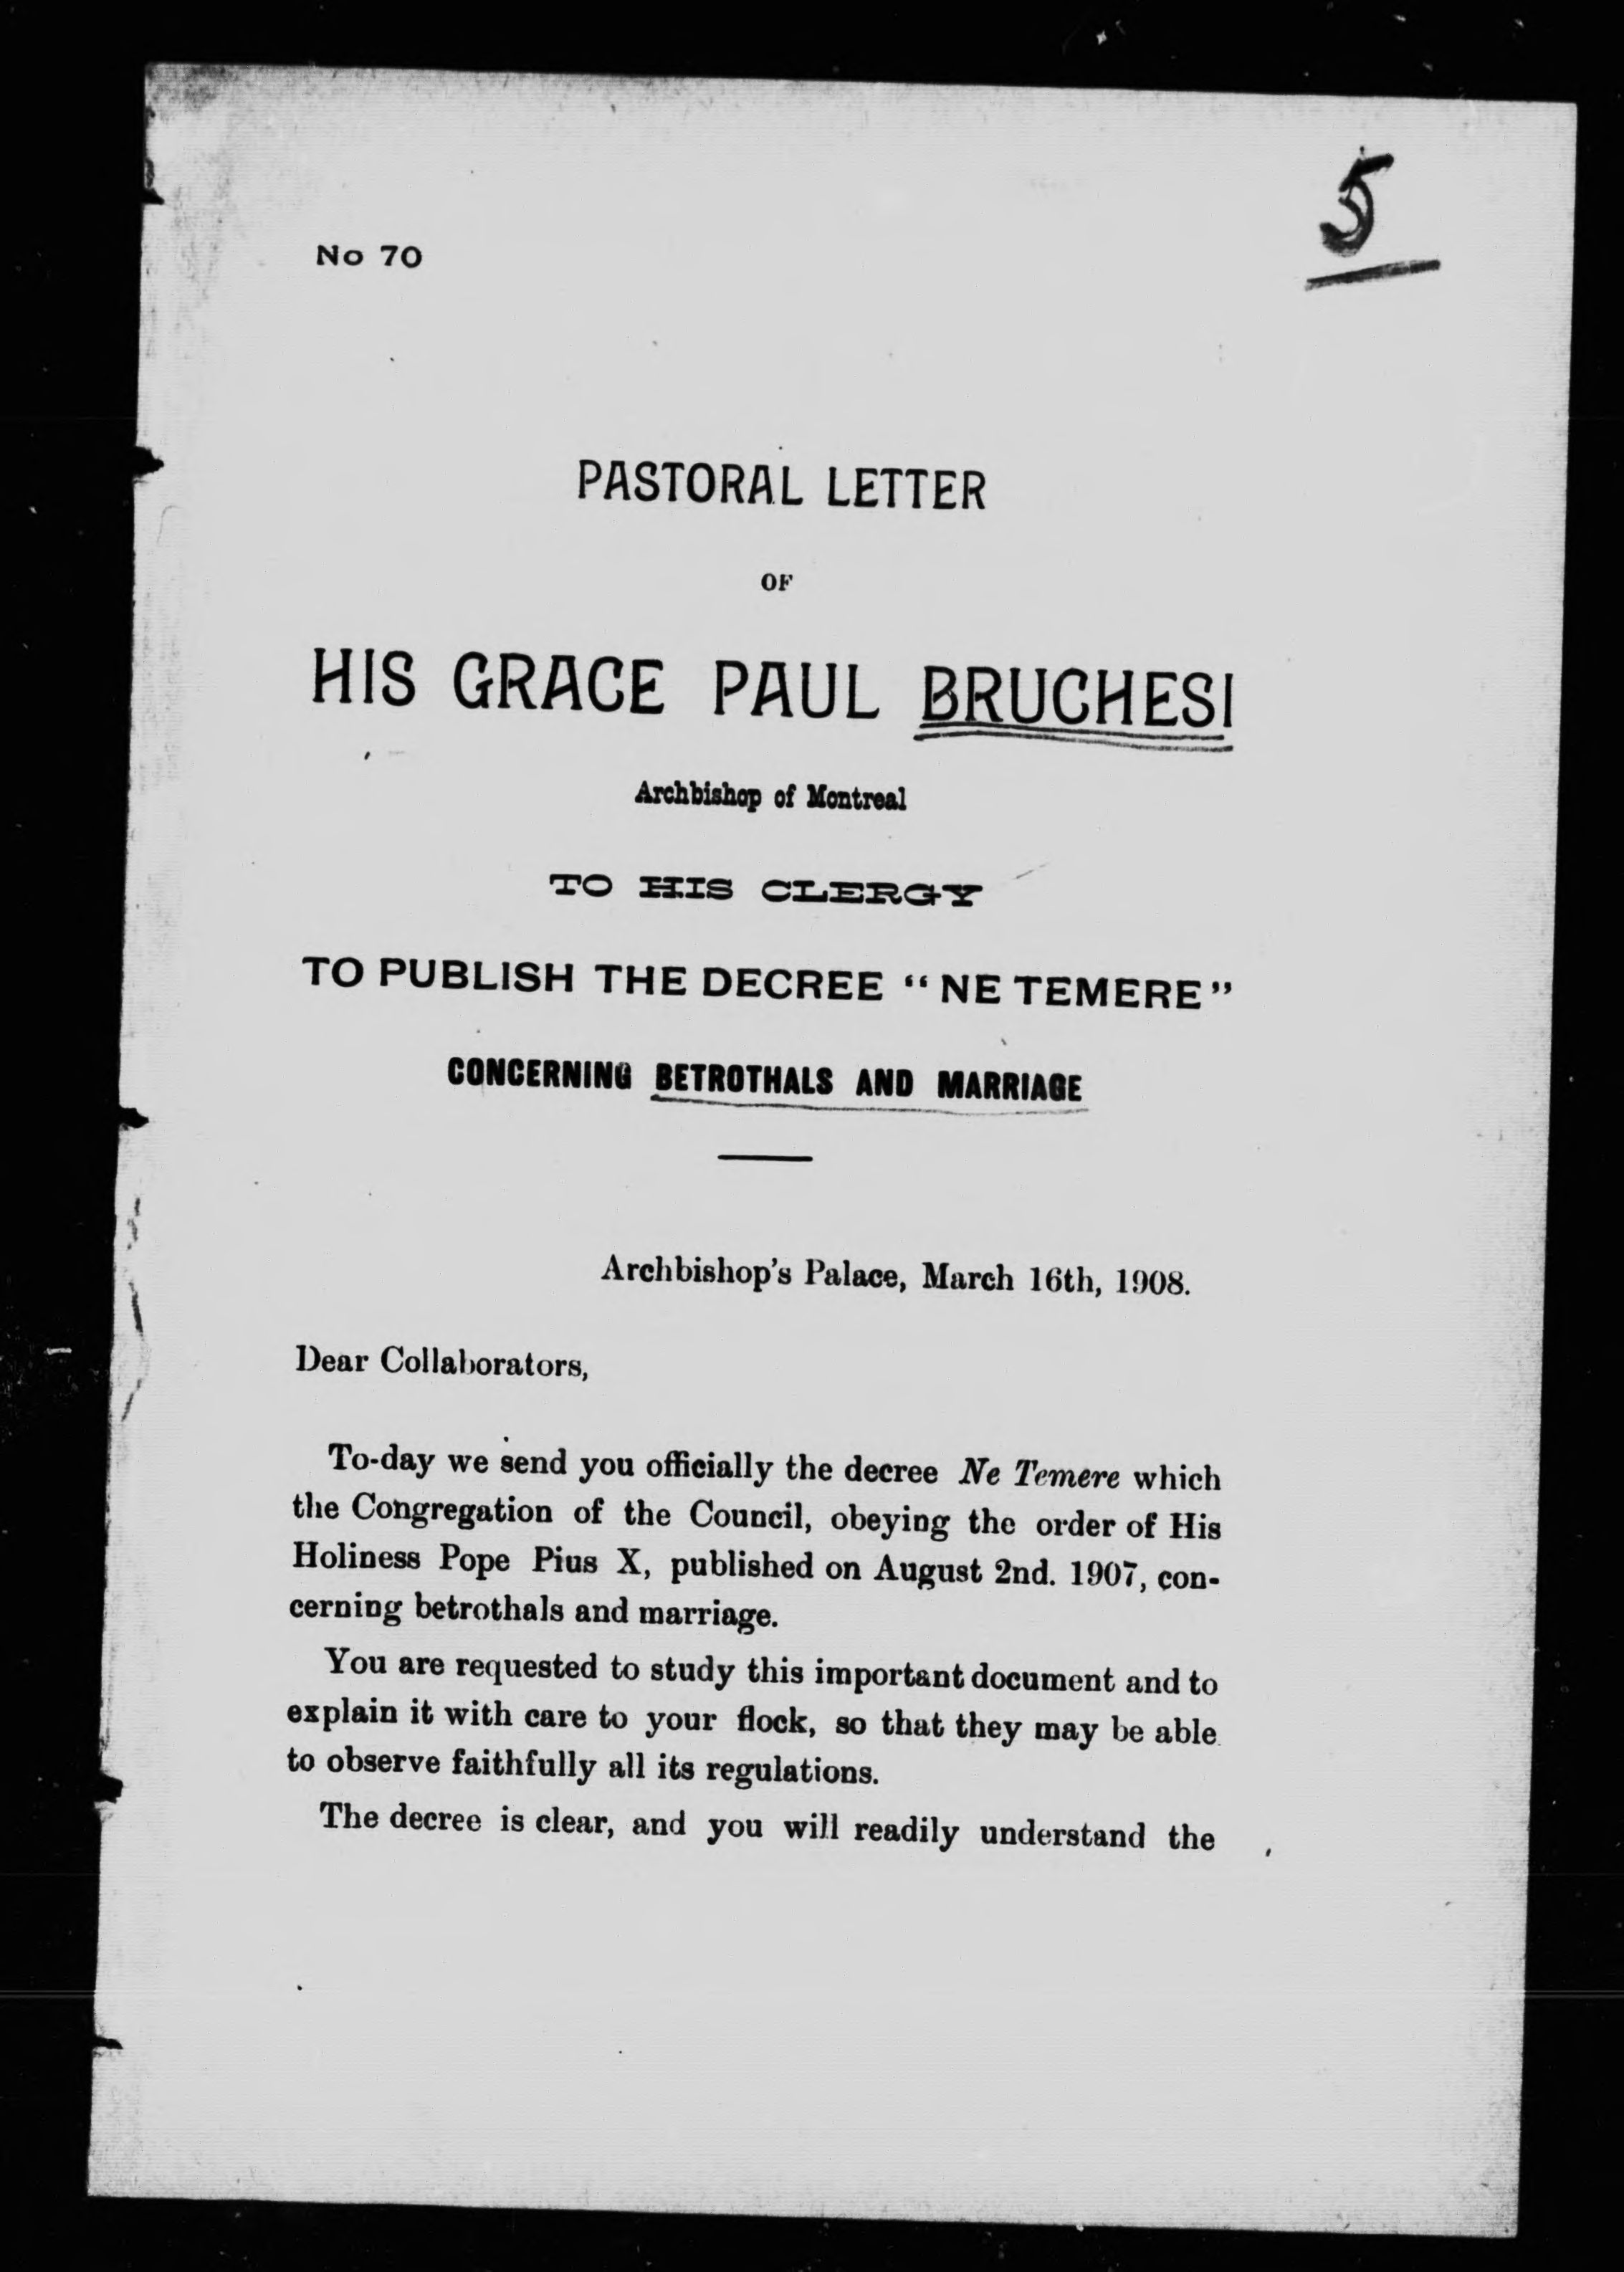 5
No 70
PASTORAL LETTER
OF
HIS GRACE PAUL BRUCHESI
Archbishop of Montreal
TO HIS CLERGY
TO PUBLISH THE DECREE “ NE TEMERE ”
CONCERNING BETROTHALS AND MARRIAGE
Archbishop's Palace, March 16th, 1908.
Dear Collaborators,
To-day we send you officially the decree Ne Temere which
the Congregation of the Council, obeying the order of His
Holiness Pope Pius X, published on August 2nd. 1907, con-
cerning betrothals and marriage.
You are requested to study this important document and to
explain it with care to your flock, so that they may be able
to observe faithfully all its regulations.
The decree is clear, and you will readily understand the